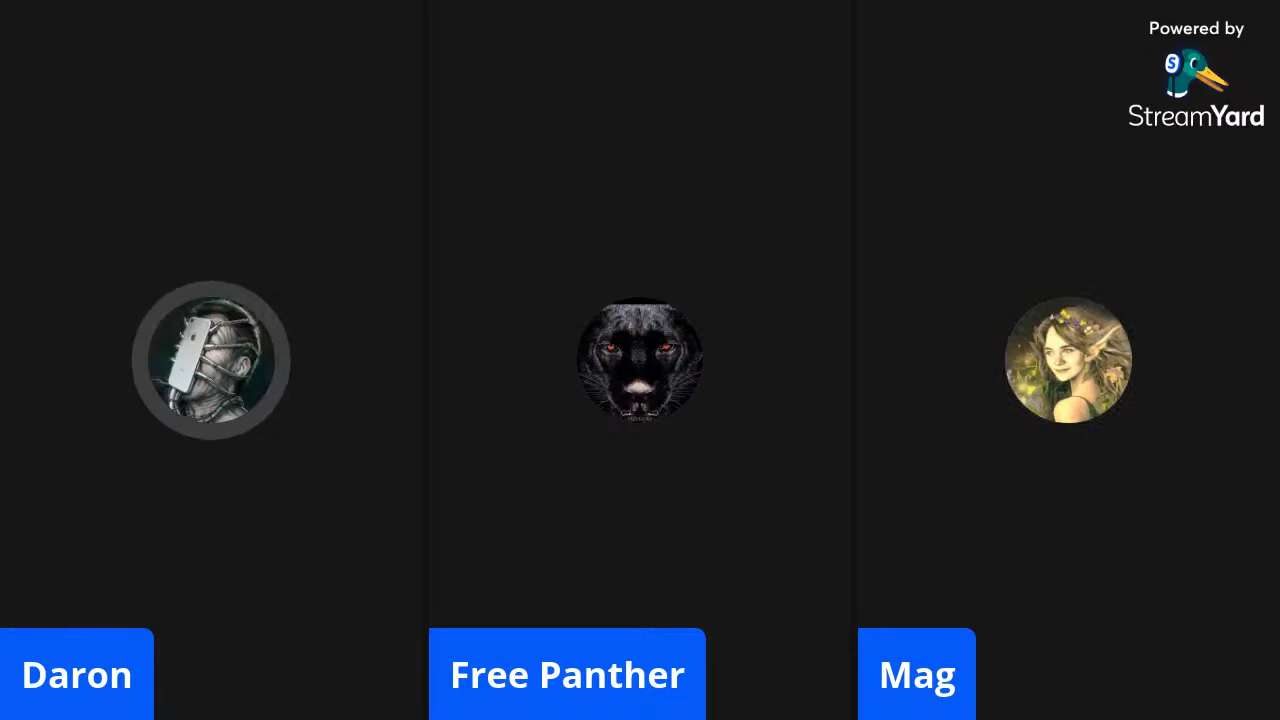 Powered by
S
StreamYard
Daron
Free Panther
Mag